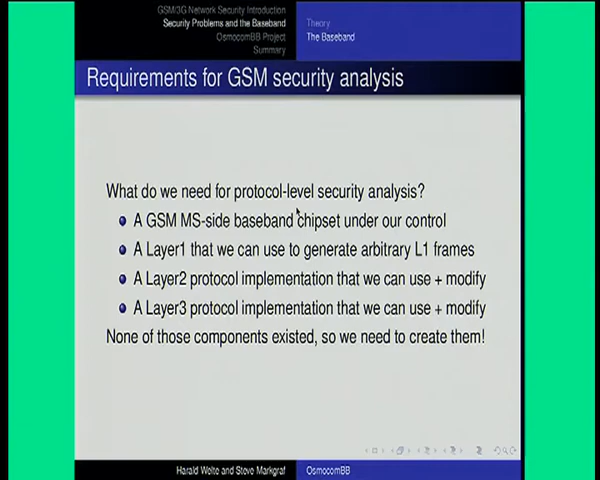 GSM/3G Network Security Introduction
Security Problems and the Baseband
OsmocomBB Project
Summary
Theory
The Baseband
Requirements for GSM security analysis
What do we need for protocol-level security analysis?
A GSM MS-side baseband chipset under our control
A Layer1 that we can use to generate arbitrary L1 frames
A Layer2 protocol implementation that we can use + modify
A Layer3 protocol implementation that we can use + modify
None of those components existed, so we need to create them!
Harald Welte and Steve Markgraf
OsmocomBB